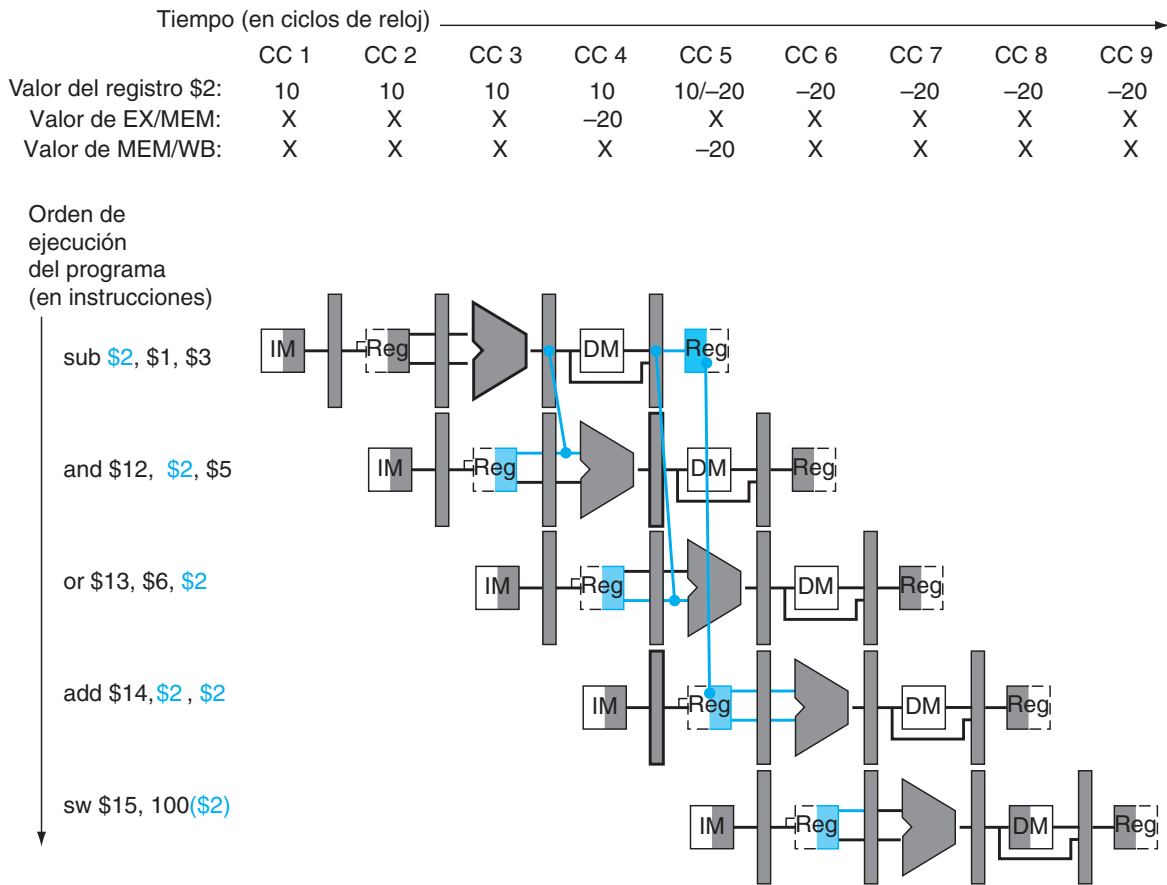 Tiempo (en ciclos de reloj)
CC 1 CC 2 CC 3 CC 4 CC 5 CC 6 CC 7 CC 8 CC 9
Valor del registro $2: 10 10 10 10 10/–20 –20 –20 –20 –20
Valor de EX/MEM: X X X –20 X X X X X
Valor de MEM/WB: X X X X –20 X X X X
Orden de
ejecución
del programa
(en instrucciones)
sub $2, $1, $3 IM Reg DM Reg
and $12, $2, $5 IM Reg DM Reg
or $13, $6, $2 IM Reg DM Reg
add $14,$2 , $2 IM Reg DM Reg
sw $15, 100($2) IM Reg DM Reg